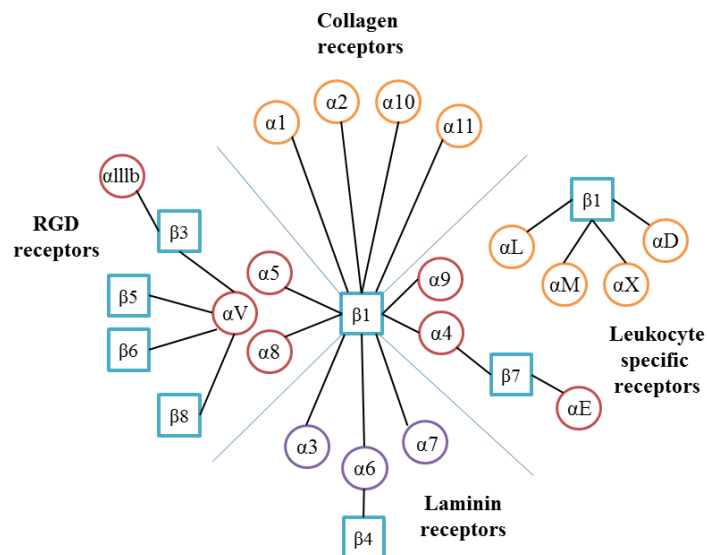 Collagen
receptors
α1
α2
α10
α11
αlllb
RGD
receptors
β3
β5
αV
β6
β8
α5
α8
β1
α9
α4
β7
αE
β1
αL
αM
αX
αD
Leukocyte
specific
receptors
α3
α6
α7
β4
Laminin
receptors